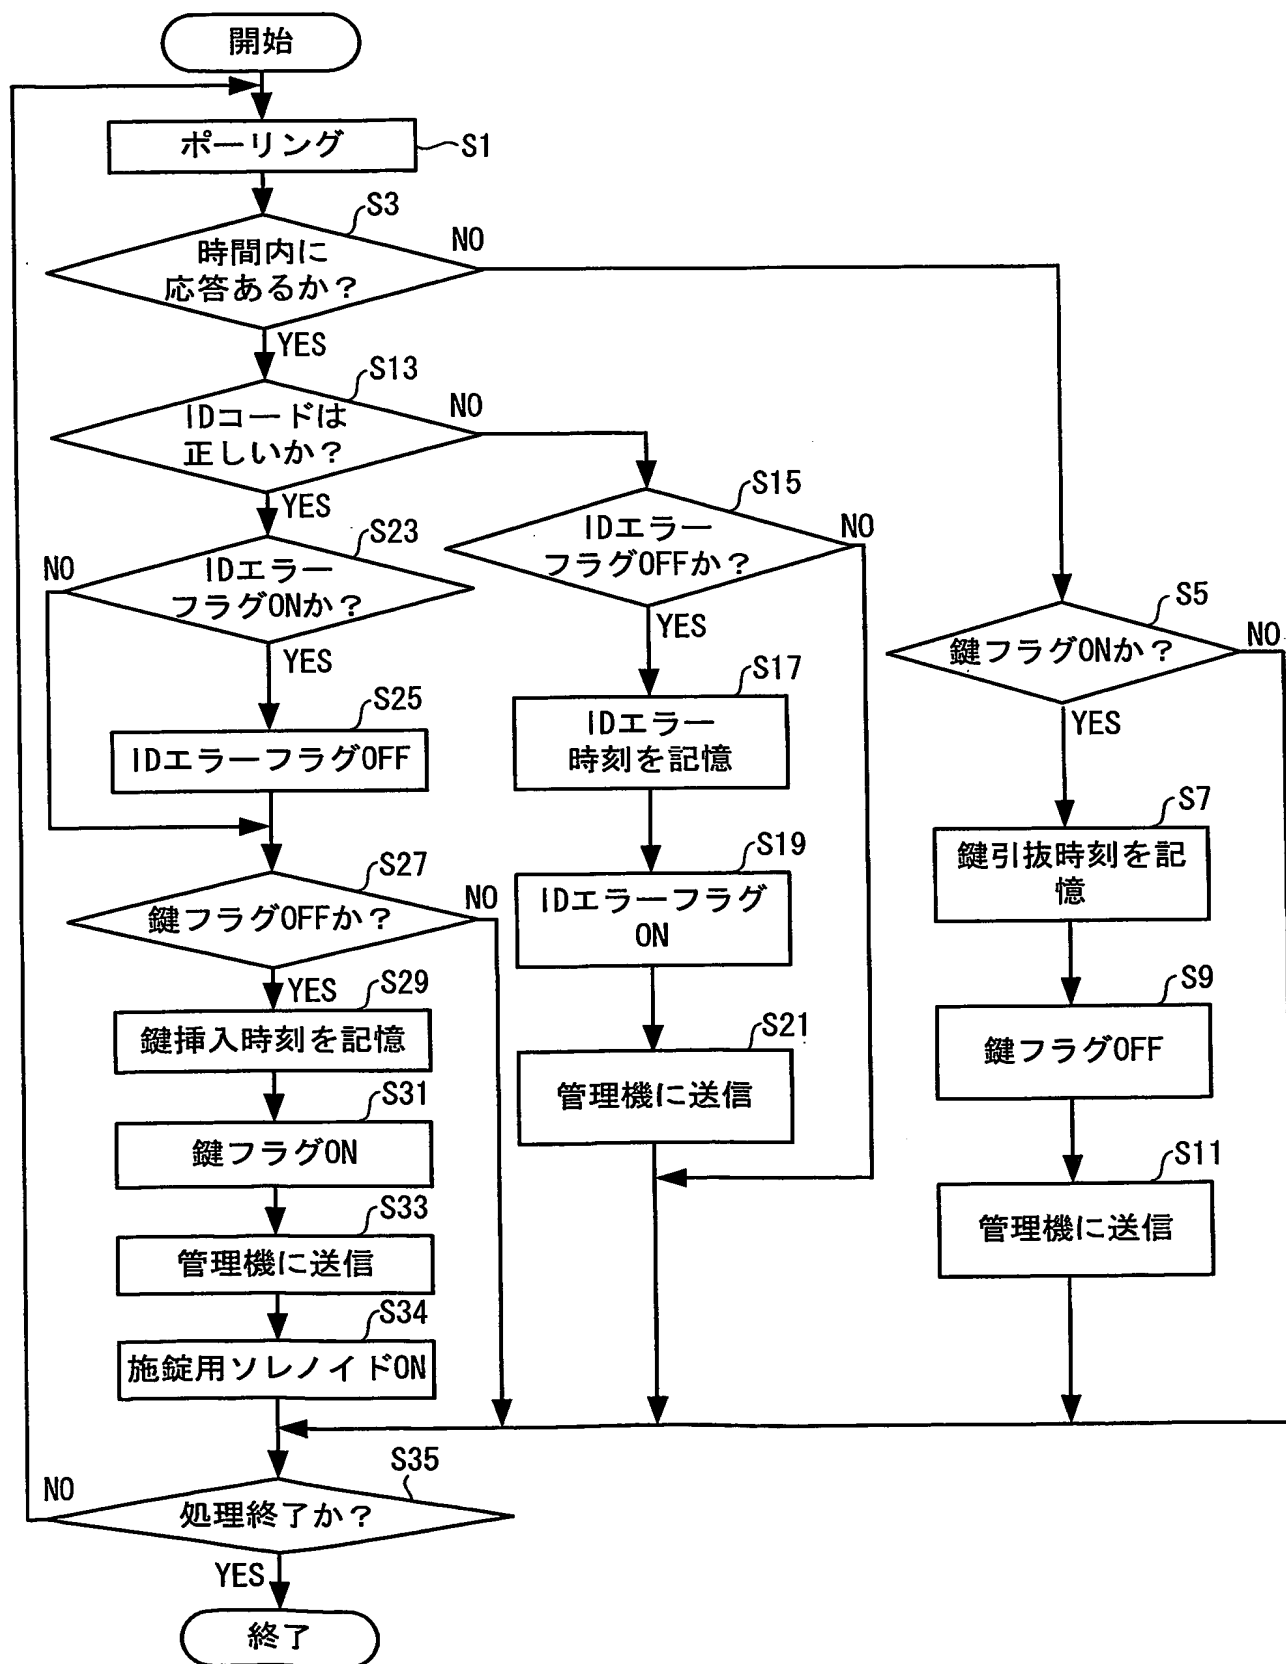 開始
ポーリング
S1
S3
時間内に
応答あるか？
NO
YES
S13
IDコードは
正しいか？
NO
YES
S15
IDエラー
フラグOFFか？
NO
YES
S23
IDエラー
フラグONか？
NO
YES
S5
鍵フラグONか？
NO
YES
S17
IDエラー
時刻を記憶
S25
IDエラーフラグOFF
S7
鍵引抜時刻を記
憶
S19
IDエラーフラグ
ON
S27
鍵フラグOFFか？
NO
YES
S29
鍵挿入時刻を記憶
S9
鍵フラグOFF
S21
管理機に送信
S31
鍵フラグON
S11
管理機に送信
S33
管理機に送信
S34
施錠用ソレノイドON
S35
処理終了か？
NO
YES
終了